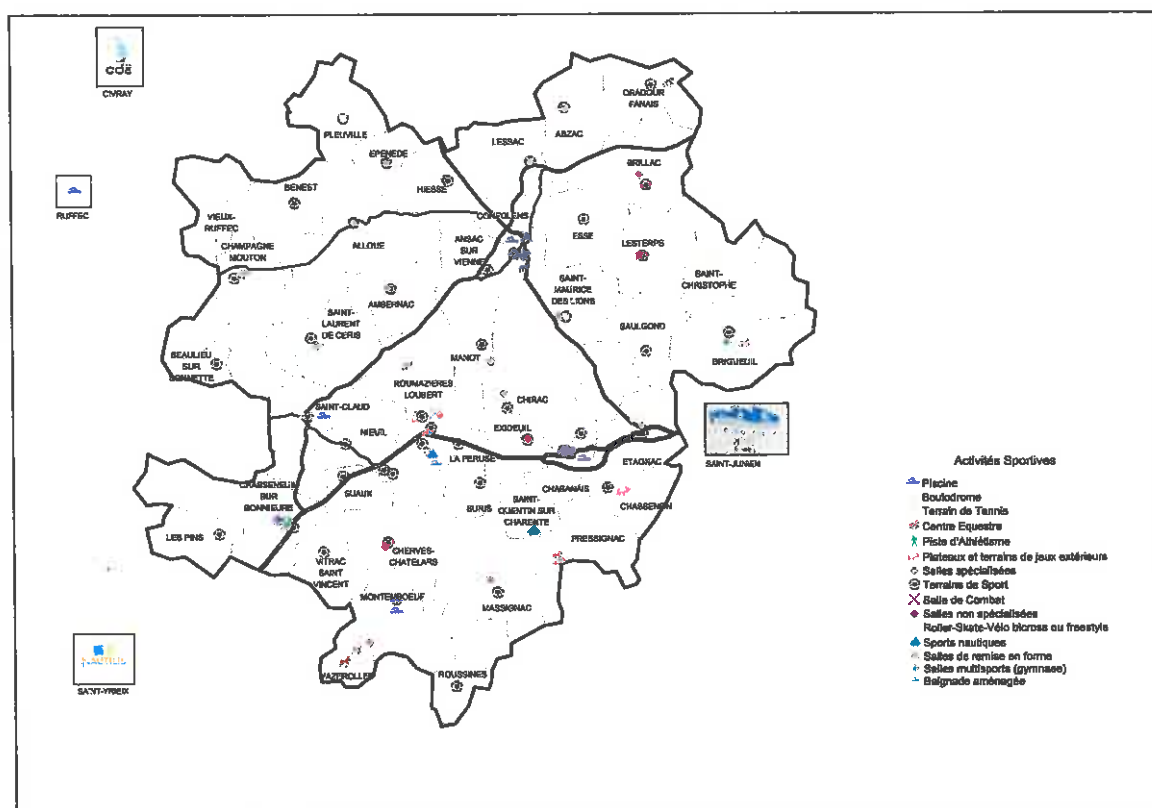 CIVRAY
RUFFEC
PLEUVILLE
EPENEDE
BENEST
HIESSE
LESSAC
ABZAC
ORADOUR
FANAIS
BRILLAC
VIEUX-
RUFFEC
CHAMPAGNE
MOUTON
ALLOUE
ANSAC
SUR
VIENNE
CONFOLENS
ESSE
LESTERPS
SAINT-
CHRISTOPHE
SAINT-
MAURICE
DES LIONS
AMBERNAC
SAINT-
LAURENT
DE CERIS
BEAULIEU
SUR
SONNETTE
MANOT
SAULGOND
BRIGUEUIL
ROUMAZIERES
LOUBERT
CHIRAC
SAINT-CLAUD
NIEUIL
EXIDEUIL
LA PERUSE
ETAGNAC
SAINT-JUNIEN
CHASSENEUIL
SUR
BONNIEURE
SUAUX
SURIS
SAINT-
QUENTIN SUR
CHARENTE
CHABANAIS
CHASSENON
PRESSIGNAC
LES PINS
VITRAC
SAINT
VINCENT
CHERVES-
CHATELARS
MONTEMBOEUF
MASSIGNAC
MAZEROLLES
ROUSSINES
SAINT-YRIEIX
Activités Sportives
Piscine
Boulodrome
Terrain de Tennis
Centre Equestre
Piste d'Athlétisme
Plateaux et terrains de jeux extérieurs
Salles spécialisées
Terrains de Sport
Salle de Combat
Salles non spécialisées
Roller-Skate-Vélo bicross ou freestyle
Sports nautiques
Salles de remise en forme
Salles multisports (gymnase)
Baignade aménagée